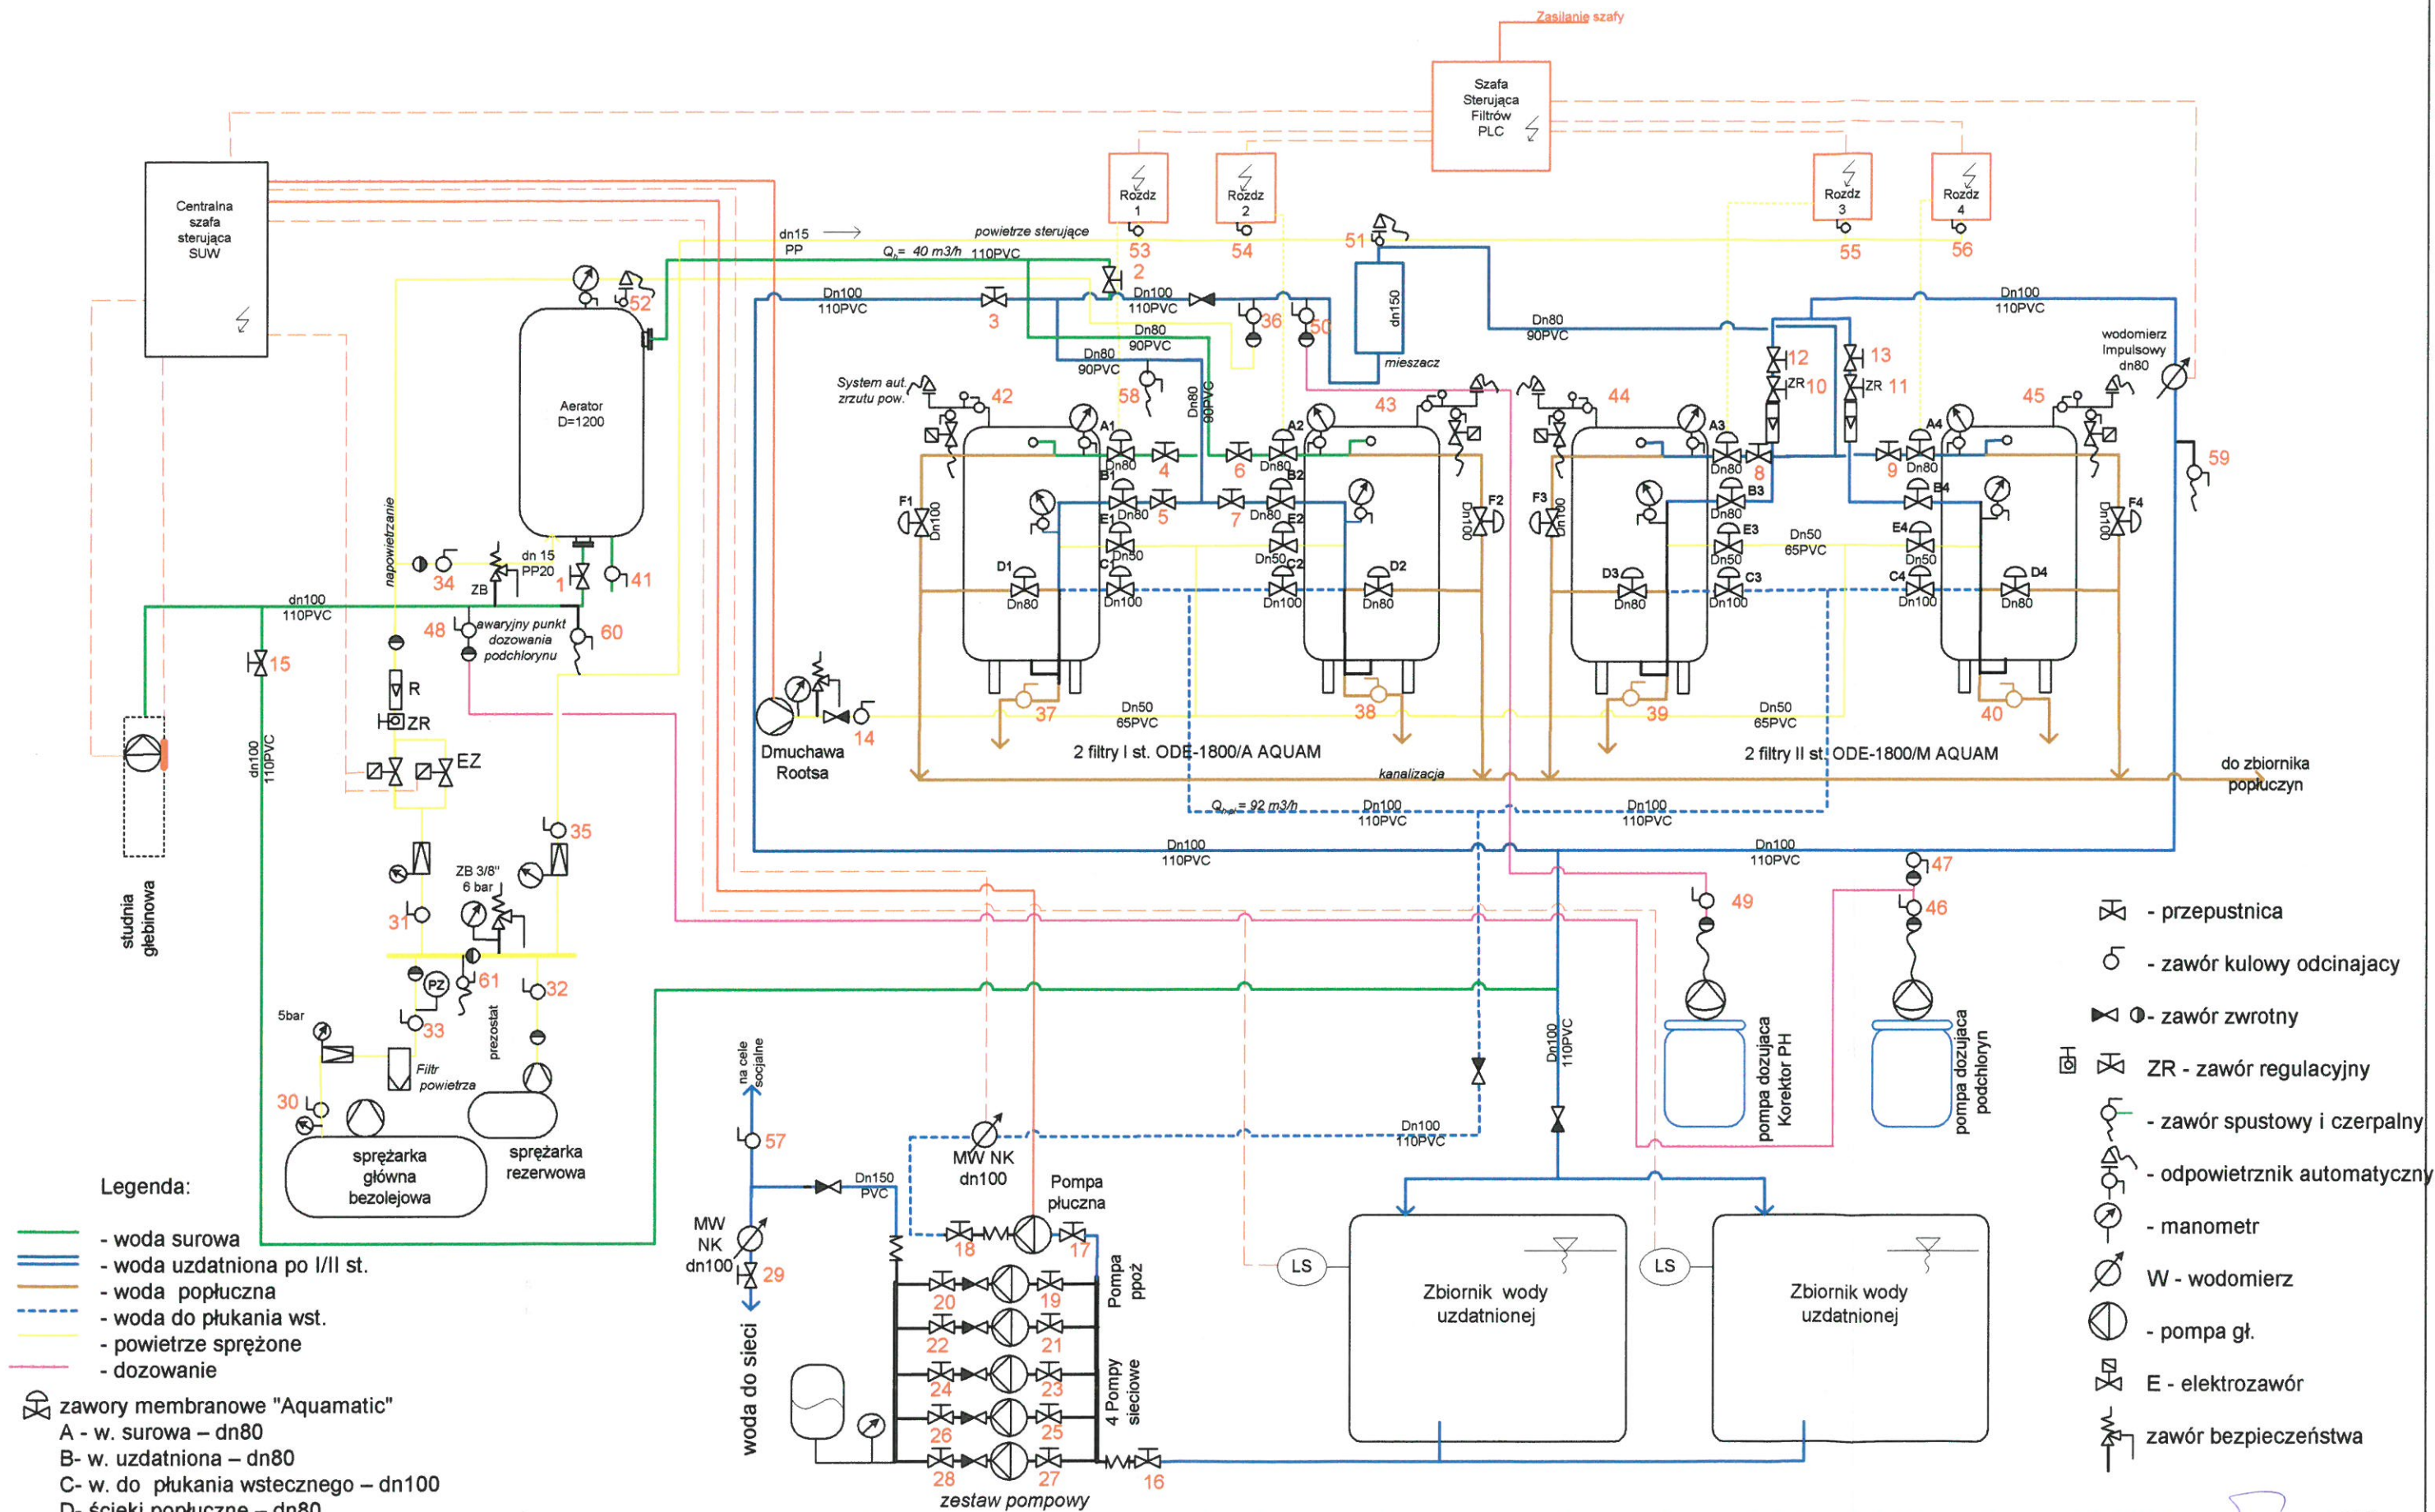 Zasilanie szafy
Szafa
Sterująca
Filtrów
PLC
Centralna
szafa
sterująca
SUW
Rozdz
1
Rozdz
2
Rozdz
3
Rozdz
4
53
54
55
56
dn15
PP
powietrze sterujące
Qh= 40 m3/h
110PVC
2
51
52
Dn100
110PVC
3
Dn100
110PVC
36
50
dn150
mieszacz
Dn80
90PVC
Dn80
90PVC
Dn80
90PVC
58
Dn80
90PVC
Dn100
110PVC
wodomierz
Impulsowy
dn80
12
13
ZR
10
ZR
11
59
Aerator
D=1200
System aut.
zrzutu pow.
42
43
44
45
A1
Dn80
4
6
A2
Dn80
A3
Dn80
8
9
A4
Dn80
B1
Dn80
5
7
B2
Dn80
B3
Dn80
B4
F1
Dn100
F2
Dn100
F3
Dn100
F4
Dn100
E1
Dn50
E2
Dn50
E3
Dn50
Dn50
65PVC
E4
Dn50
D1
Dn80
C1
Dn100
C2
Dn100
D2
Dn80
D3
Dn80
C3
Dn100
C4
Dn100
D4
Dn80
37
38
39
40
napowietrzanie
34
ZB
dn 15
PP20
1
41
dn100
110PVC
48
awaryjny punkt
dozowania
podchlorynu
60
15
dn100
110PVC
R
ZR
EZ
Dmuchawa
Rootsa
14
Dn50
65PVC
Dn50
65PVC
2 filtry I st. ODE-1800/A AQUAM
2 filtry II st. ODE-1800/M AQUAM
kanalizacja
do zbiornika
popłuczyn
Qh.pł = 92 m3/h
Dn100
110PVC
Dn100
110PVC
Dn100
110PVC
Dn100
110PVC
studnia
głebinowa
35
31
ZB 3/8"
6 bar
PZ
61
32
33
prezostat
5bar
Filtr
powietrza
30
sprężarka
główna
bezolejowa
sprężarka
rezerwowa
47
46
49
pompa dozująca
Korektor PH
pompa dozująca
podchloryn
Dn100
110PVC
na cele
socjalne
57
Dn150
PVC
MW NK
dn100
Dn100
110PVC
Pompa
płuczna
18
17
MW
NK
dn100
29
woda do sieci
20
19
Pompa
ppoż
22
21
24
23
4 Pompy
sieciowe
26
25
28
27
16
zestaw pompowy
LS
Zbiornik wody
uzdatnionej
LS
Zbiornik wody
uzdatnionej
Legenda:
- woda surowa
- woda uzdatniona po I/II st.
- woda popłuczna
- woda do płukania wst.
- powietrze sprężone
- dozowanie
zawory membranowe "Aquamatic"
A - w. surowa – dn80
B- w. uzdatniona – dn80
C- w. do płukania wstecznego – dn100
D- ścieki popłuczne – dn80
- przepustnica
- zawór kulowy odcinajacy
- zawór zwrotny
ZR - zawór regulacyjny
- zawór spustowy i czerpalny
- odpowietrznik automatyczny
- manometr
W - wodomierz
- pompa gł.
E - elektrozawór
zawór bezpieczeństwa